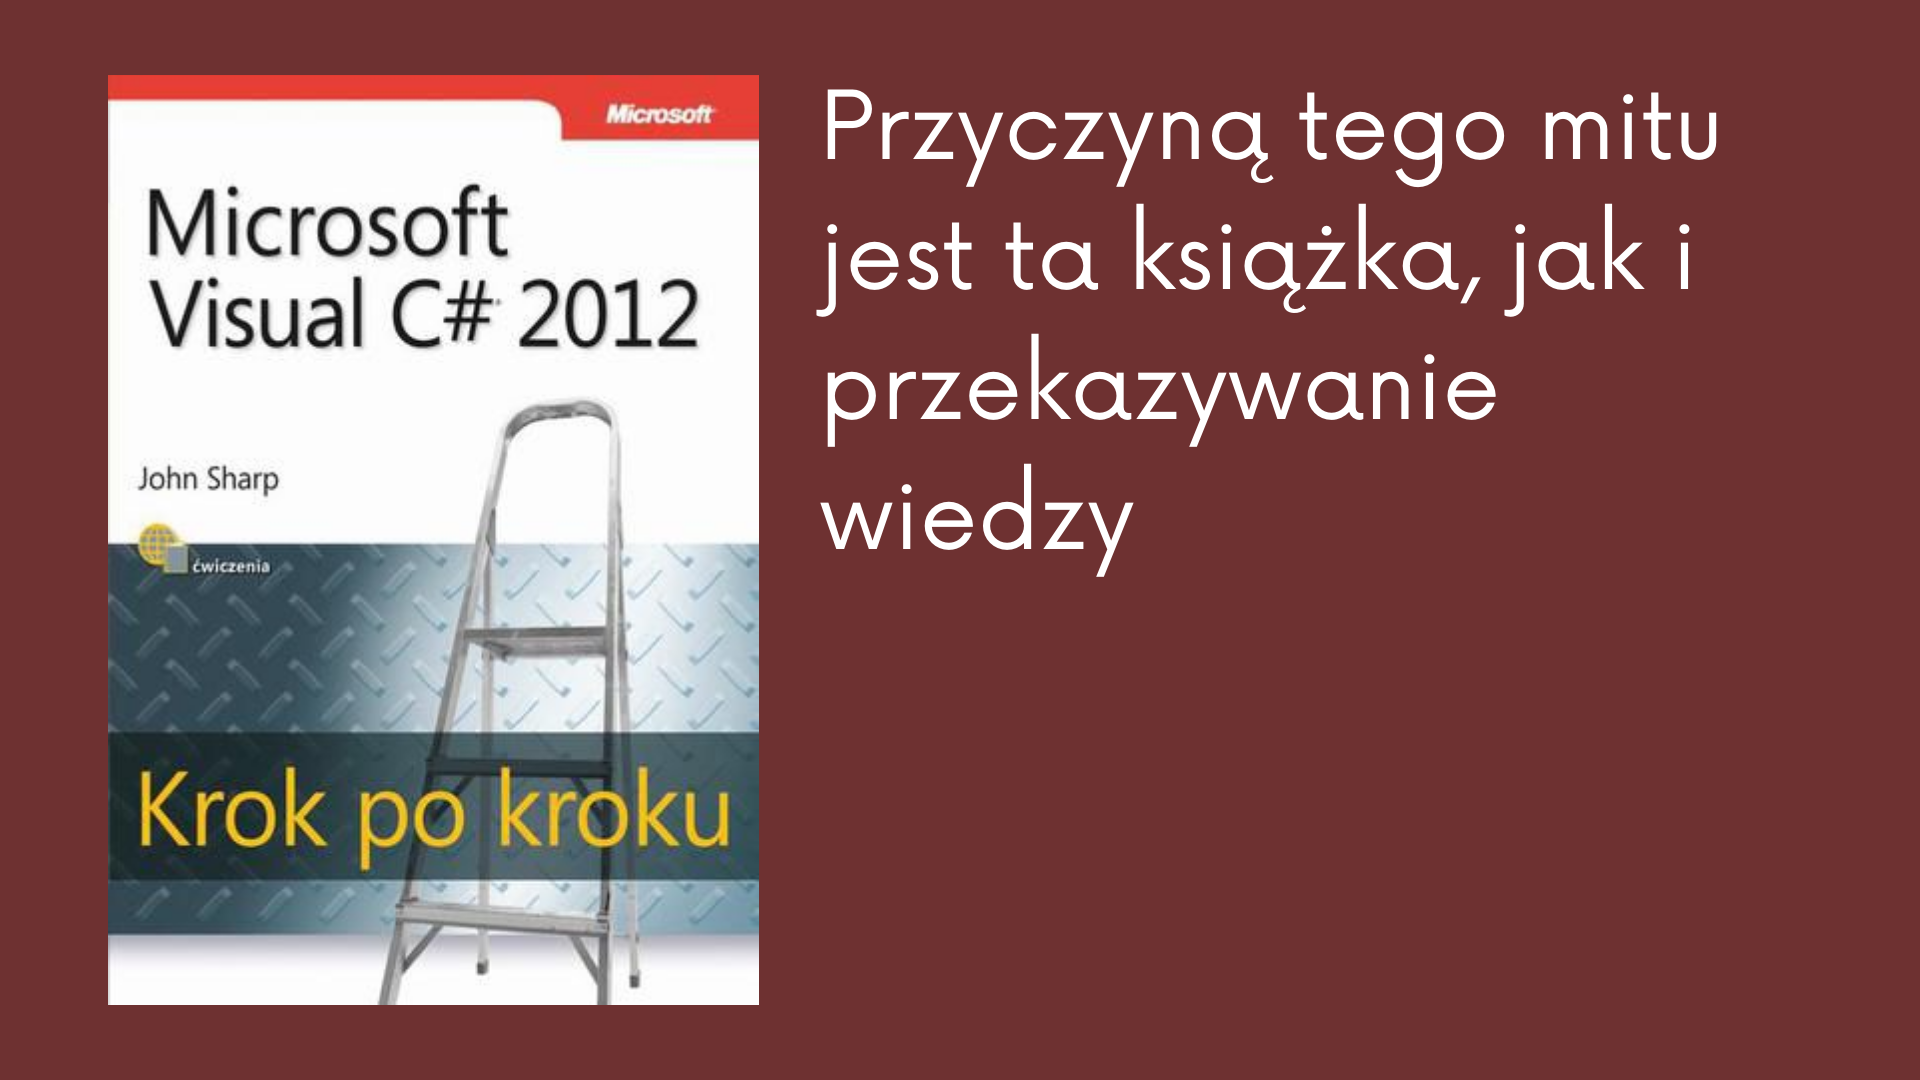 Microsoft
Microsoft
Visual C# 2012
John Sharp
ćwiczenia
Krok po kroku
Przyczyną tego mitu
jest ta książka, jak i
przekazywanie
wiedzy